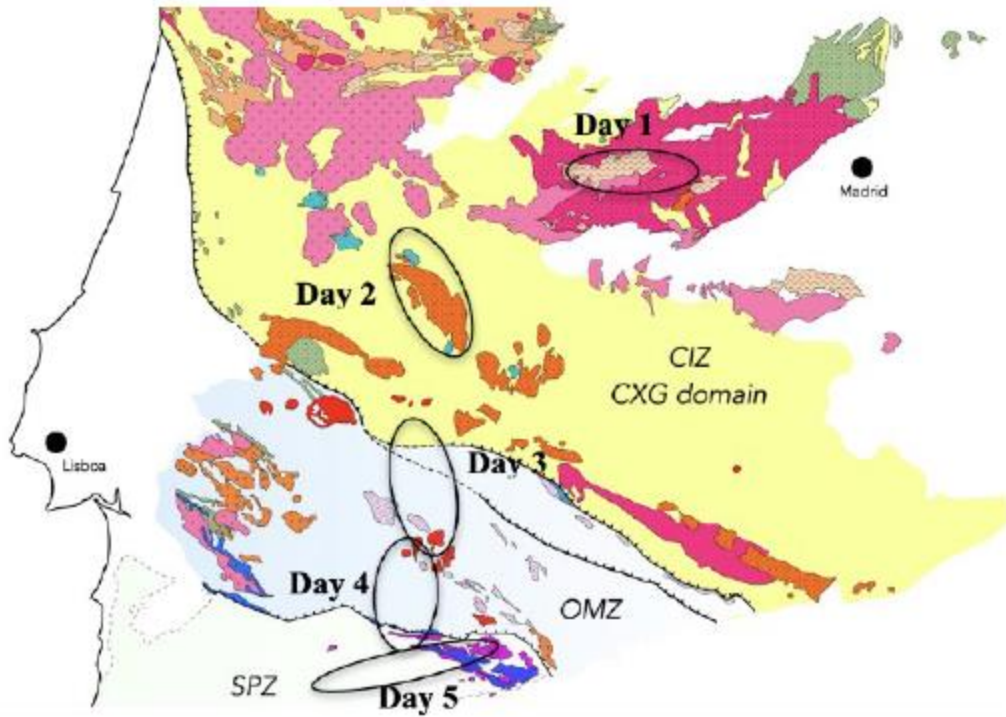 Day 1
Madrid
Day 2
CIZ
CXG domain
Lisboa
Day 3
Day 4
OMZ
SPZ
Day 5